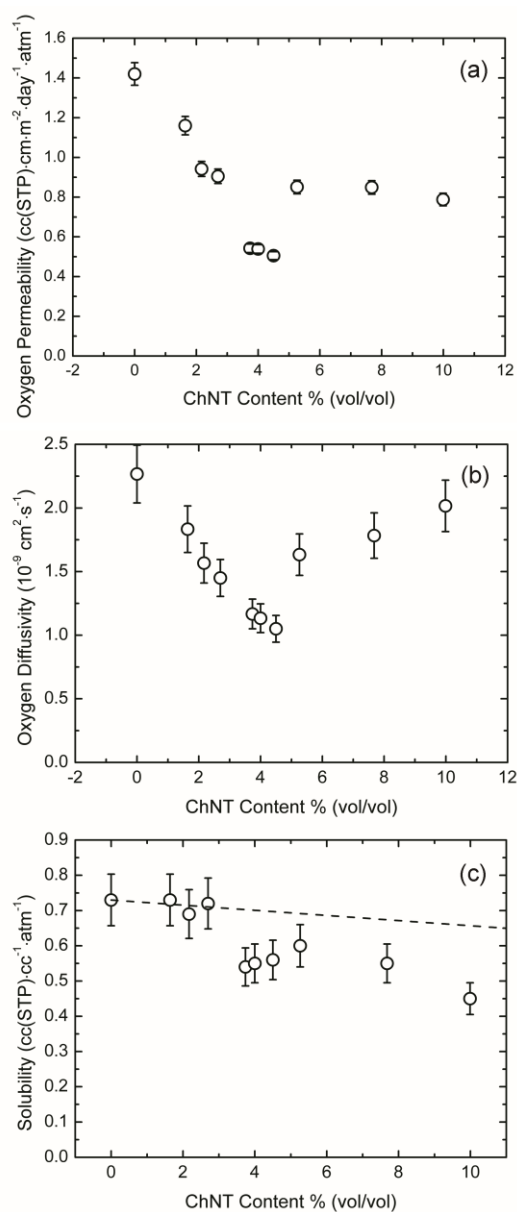 (a)
Oxygen Permeability (cc(STP)·cm·m⁻²·day⁻¹·atm⁻¹)
1.6
1.4
1.2
1.0
0.8
0.6
0.4
0.2
0.0
-2 0 2 4 6 8 10 12
ChNT Content % (vol/vol)
(b)
Oxygen Diffusivity (10⁻⁹ cm²·s⁻¹)
2.5
2.0
1.5
1.0
0.5
0.0
-2 0 2 4 6 8 10 12
ChNT Content % (vol/vol)
(c)
Solubility (cc(STP)·cc⁻¹·atm⁻¹)
0.9
0.8
0.7
0.6
0.5
0.4
0.3
0.2
0.1
0.0
0 2 4 6 8 10
ChNT Content % (vol/vol)